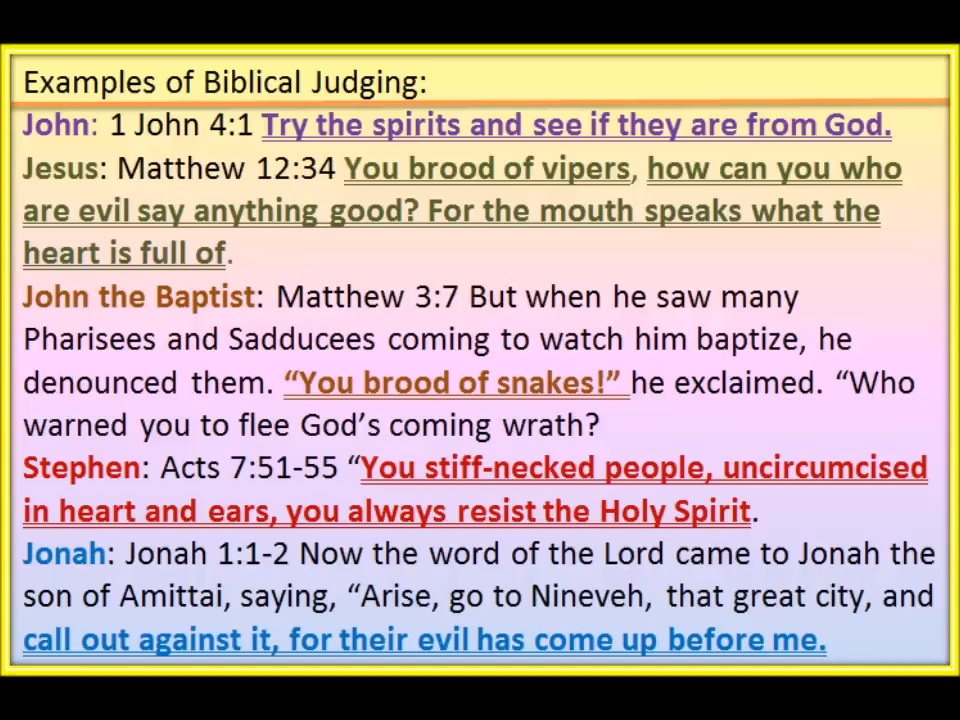 Examples of Biblical Judging:
John: 1 John 4:1 Try the spirits and see if they are from God.
Jesus: Matthew 12:34 You brood of vipers, how can you who
are evil say anything good? For the mouth speaks what the
heart is full of.
John the Baptist: Matthew 3:7 But when he saw many
Pharisees and Sadducees coming to watch him baptize, he
denounced them. “You brood of snakes!” he exclaimed. “Who
warned you to flee God’s coming wrath?
Stephen: Acts 7:51-55 “You stiff-necked people, uncircumcised
in heart and ears, you always resist the Holy Spirit.
Jonah: Jonah 1:1-2 Now the word of the Lord came to Jonah the
son of Amittai, saying, “Arise, go to Nineveh, that great city, and
call out against it, for their evil has come up before me.